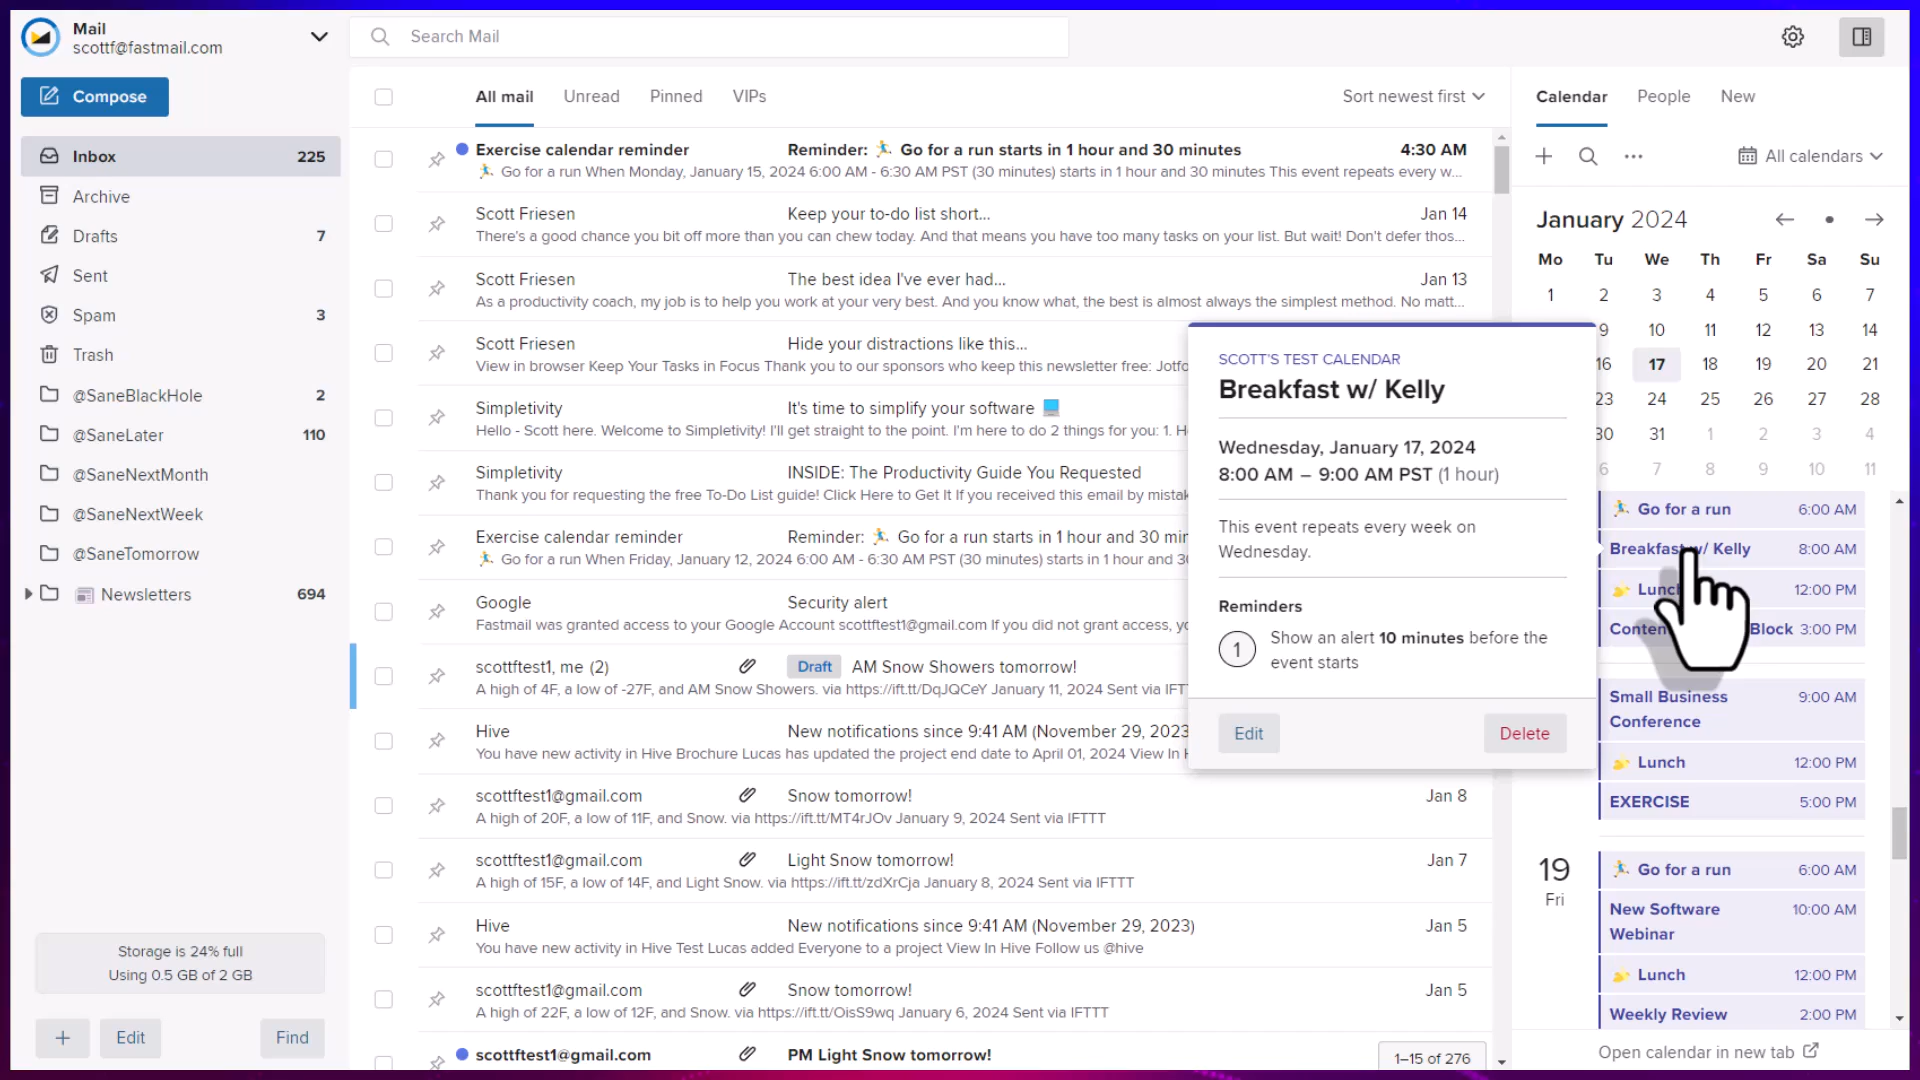 Mail
scottf@fastmail.com
Search Mail
Compose
Inbox 225
Archive
Drafts 7
Sent
Spam 3
Trash
@SaneBlackHole 2
@SaneLater 110
@SaneNextMonth
@SaneNextWeek
@SaneTomorrow
Newsletters 694
Storage is 24% full
Using 0.5 GB of 2 GB
+ Edit Find
All mail Unread Pinned VIPs Sort newest first
Exercise calendar reminder Reminder: 🏃 Go for a run starts in 1 hour and 30 minutes 4:30 AM
🏃 Go for a run When Monday, January 15, 2024 6:00 AM - 6:30 AM PST (30 minutes) starts in 1 hour and 30 minutes This event repeats every w...
Scott Friesen Keep your to-do list short... Jan 14
There's a good chance you bit off more than you can chew today. And that means you have too many tasks on your list. But wait! Don't defer thos...
Scott Friesen The best idea I've ever had... Jan 13
As a productivity coach, my job is to help you work at your very best. And you know what, the best is almost always the simplest method. No matt...
Scott Friesen Hide your distractions like this...
View in browser Keep Your Tasks in Focus Thank you to our sponsors who keep this newsletter free: Jotfo
Simpletivity It's time to simplify your software 💻
Hello - Scott here. Welcome to Simpletivity! I'll get straight to the point. I'm here to do 2 things for you: 1. H
Simpletivity INSIDE: The Productivity Guide You Requested
Thank you for requesting the free To-Do List guide! Click Here to Get It If you received this email by mistak
Exercise calendar reminder Reminder: 🏃 Go for a run starts in 1 hour and 30 min
🏃 Go for a run When Friday, January 12, 2024 6:00 AM - 6:30 AM PST (30 minutes) starts in 1 hour and 3
Google Security alert
Fastmail was granted access to your Google Account scottftest1@gmail.com If you did not grant access, yo
scottftest1, me (2) Draft AM Snow Showers tomorrow!
A high of 4F, a low of -27F, and AM Snow Showers. via https://ift.tt/DqJQCeY January 11, 2024 Sent via IFT
Hive New notifications since 9:41 AM (November 29, 2023
You have new activity in Hive Brochure Lucas has updated the project end date to April 01, 2024 View In H
scottftest1@gmail.com Snow tomorrow! Jan 8
A high of 20F, a low of 11F, and Snow. via https://ift.tt/MT4rJOv January 9, 2024 Sent via IFTTT
scottftest1@gmail.com Light Snow tomorrow! Jan 7
A high of 15F, a low of 14F, and Light Snow. via https://ift.tt/zdXrCja January 8, 2024 Sent via IFTTT
Hive New notifications since 9:41 AM (November 29, 2023) Jan 5
You have new activity in Hive Test Lucas added Everyone to a project View In Hive Follow us @hive
scottftest1@gmail.com Snow tomorrow! Jan 5
A high of 22F, a low of 12F, and Snow. via https://ift.tt/OisS9wq January 6, 2024 Sent via IFTTT
scottftest1@gmail.com PM Light Snow tomorrow!
1–15 of 276
SCOTT'S TEST CALENDAR
Breakfast w/ Kelly
Wednesday, January 17, 2024
8:00 AM – 9:00 AM PST (1 hour)
This event repeats every week on
Wednesday.
Reminders
1 Show an alert 10 minutes before the
event starts
Edit Delete
Calendar People New
All calendars
January 2024
Mo Tu We Th Fr Sa Su
1 2 3 4 5 6 7
9 10 11 12 13 14
16 17 18 19 20 21
23 24 25 26 27 28
30 31 1 2 3 4
6 7 8 9 10 11
🏃 Go for a run 6:00 AM
Breakfast w/ Kelly 8:00 AM
Lunc 12:00 PM
Conten Block 3:00 PM
Small Business 9:00 AM
Conference
Lunch 12:00 PM
EXERCISE 5:00 PM
19
Fri
🏃 Go for a run 6:00 AM
New Software 10:00 AM
Webinar
Lunch 12:00 PM
Weekly Review 2:00 PM
Open calendar in new tab